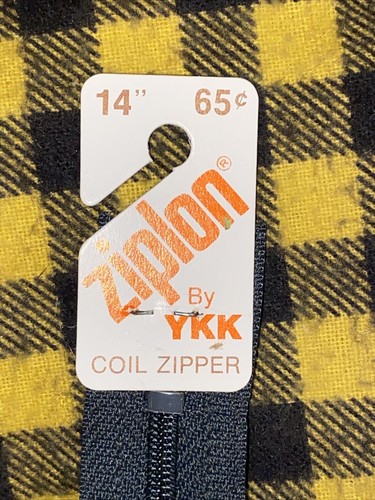 14” 65¢
ziplon®
By
YKK
COIL ZIPPER